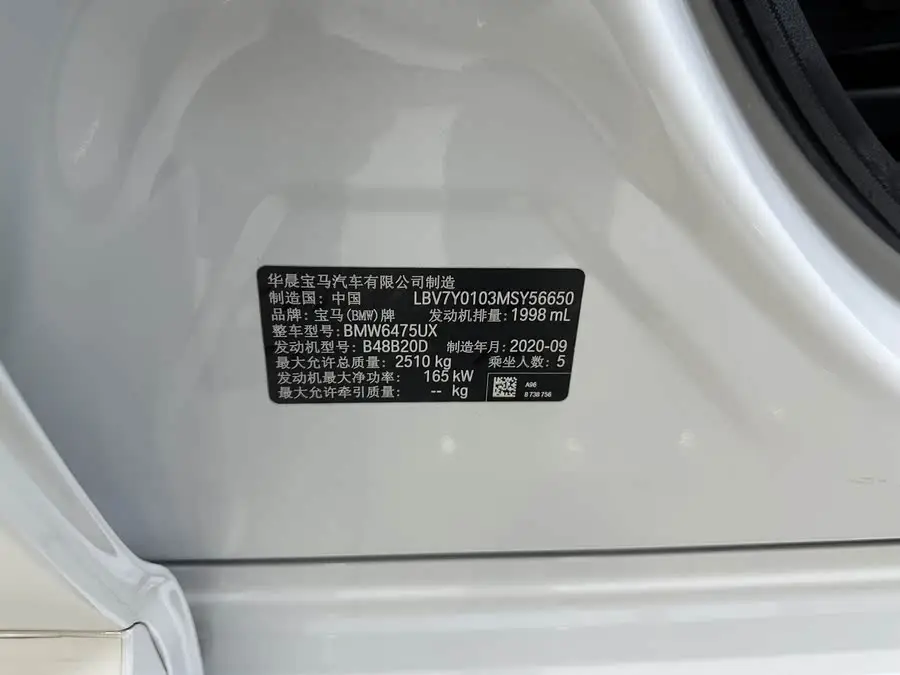 华晨宝马汽车有限公司制造
制造国：中国 LBV7Y0103MSY56650
品牌：宝马(BMW)牌 发动机排量：1998 mL
整车型号：BMW6475UX
发动机型号：B48B20D 制造年月：2020-09
最大允许总质量：2510 kg 乘坐人数：5
发动机最大净功率：165 kW
最大允许牵引质量：-- kg
A96
8 738 756